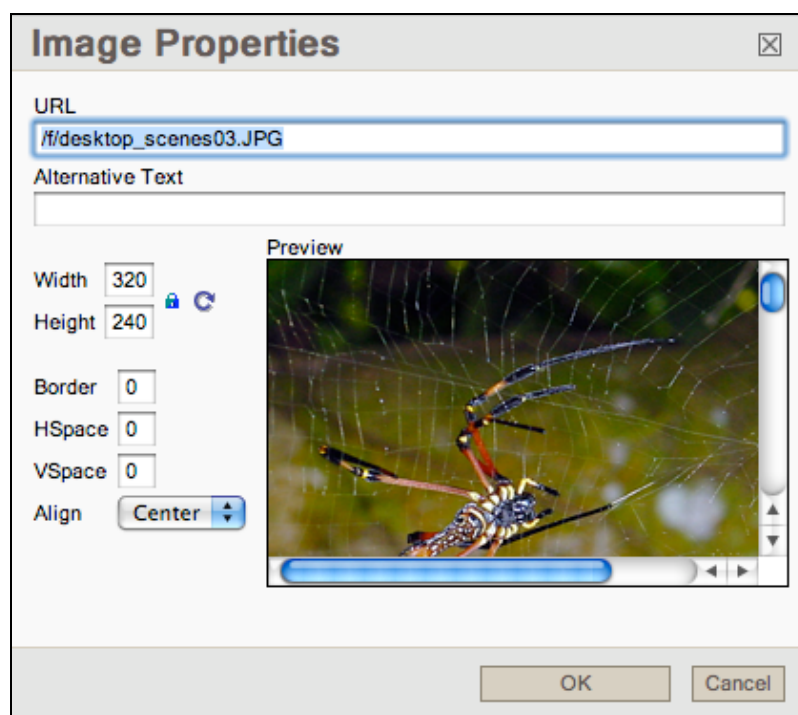 Image Properties
URL
/f/desktop_scenes03.JPG
Alternative Text
Preview
Width 320
Height 240
Border 0
HSpace 0
VSpace 0
Align Center
OK Cancel